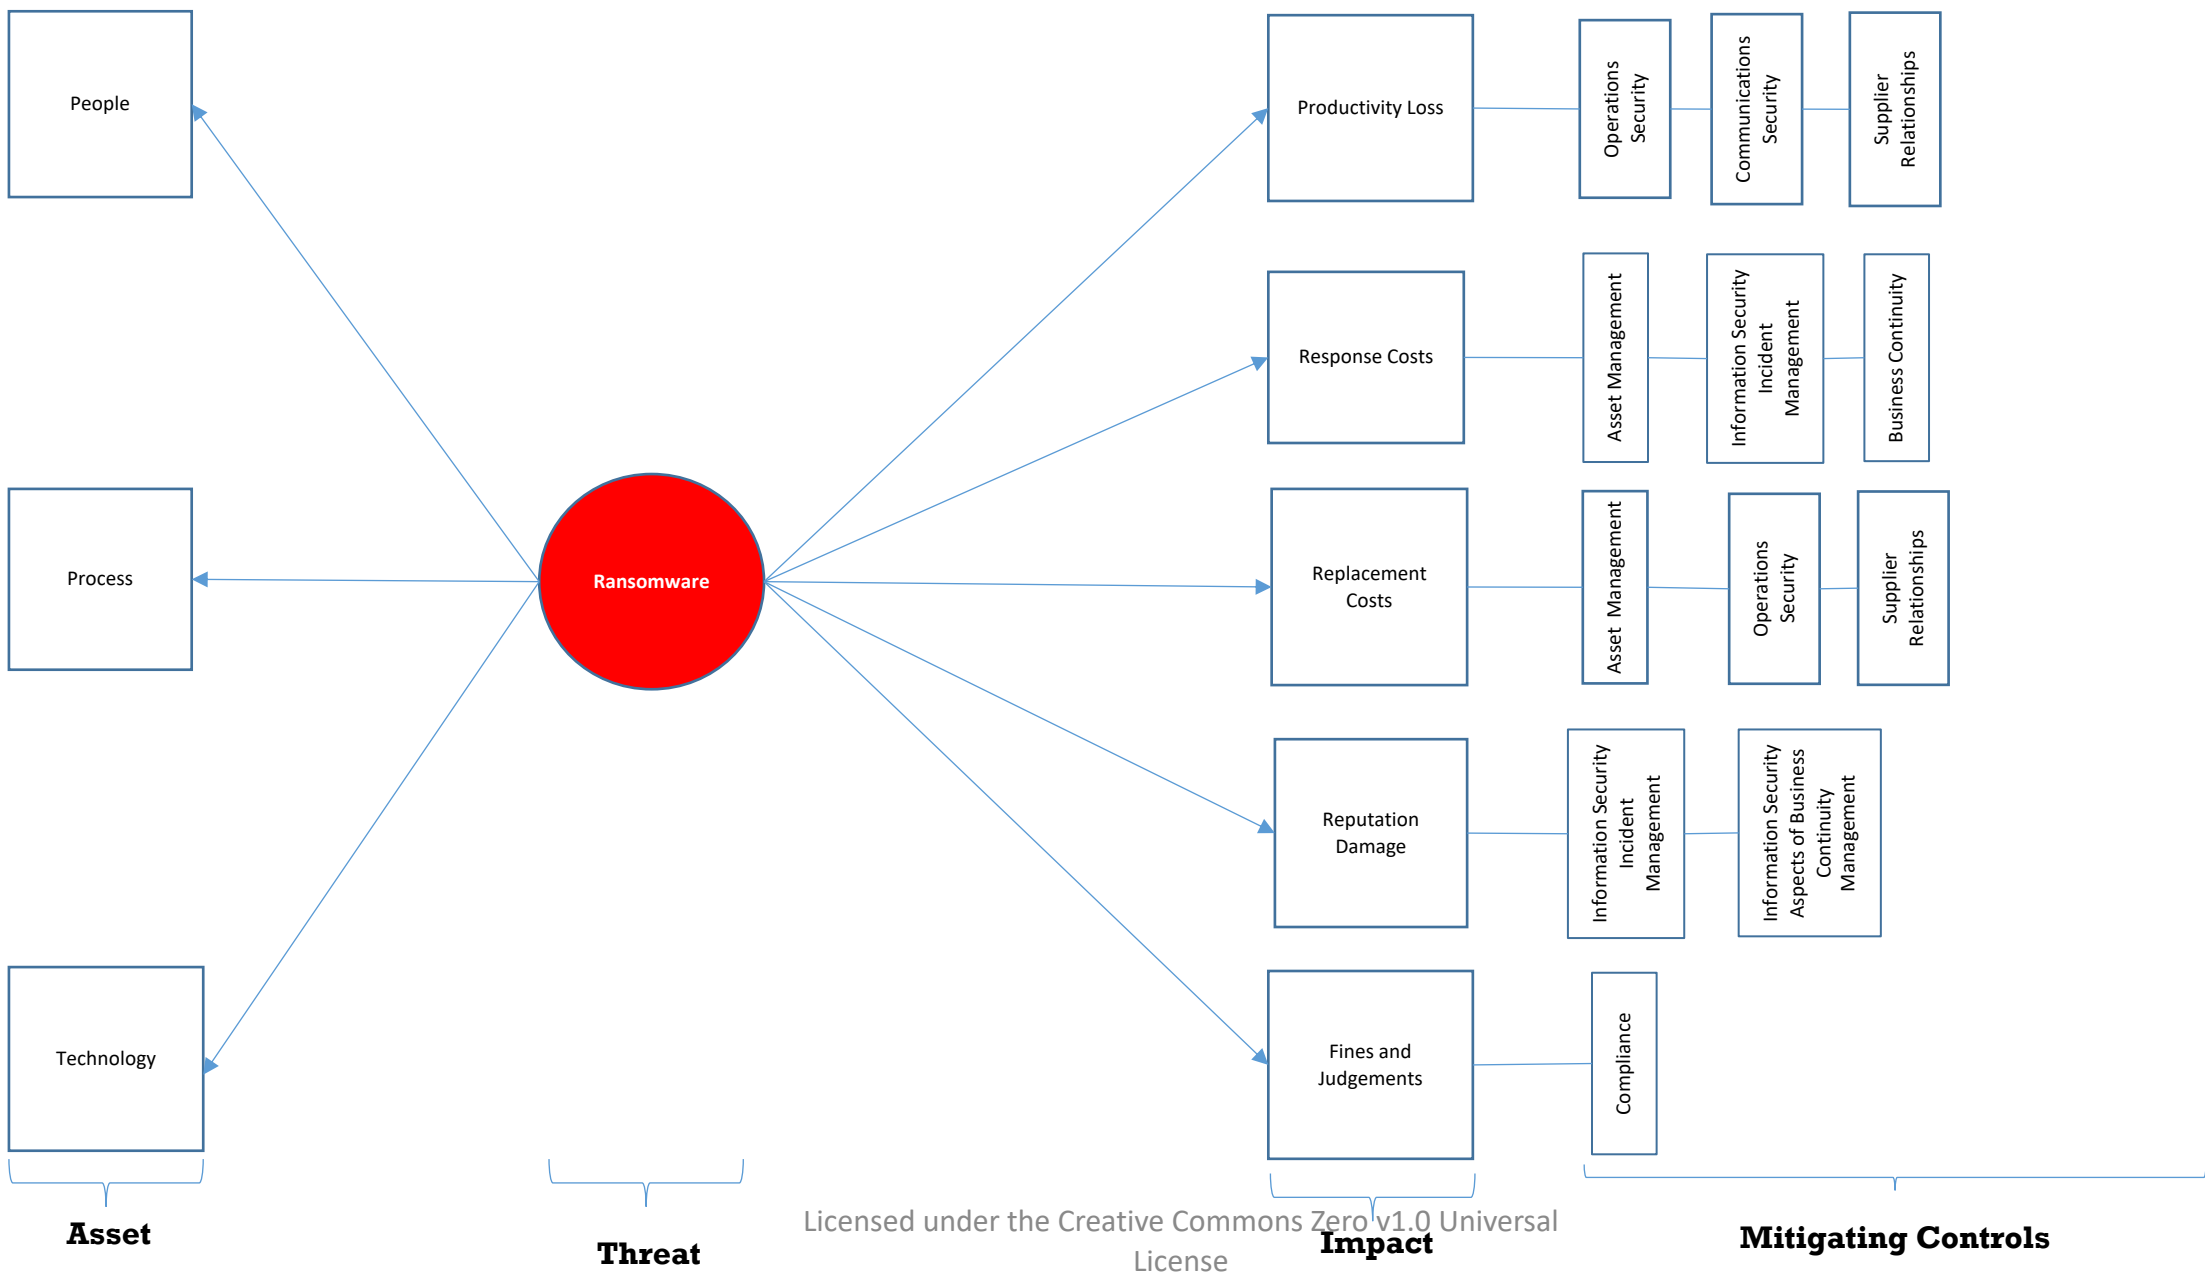 People
Productivity Loss
Operations
Security
Communications
Security
Supplier
Relationships
Response Costs
Asset Management
Information Security
Incident
Management
Business Continuity
Process
Ransomware
Replacement
Costs
Asset Management
Operations
Security
Supplier
Relationships
Reputation
Damage
Information Security
Incident
Management
Information Security
Aspects of Business
Continuity
Management
Technology
Fines and
Judgements
Compliance
Asset
Threat
Impact
Mitigating Controls
Licensed under the Creative Commons Zero v1.0 Universal
License